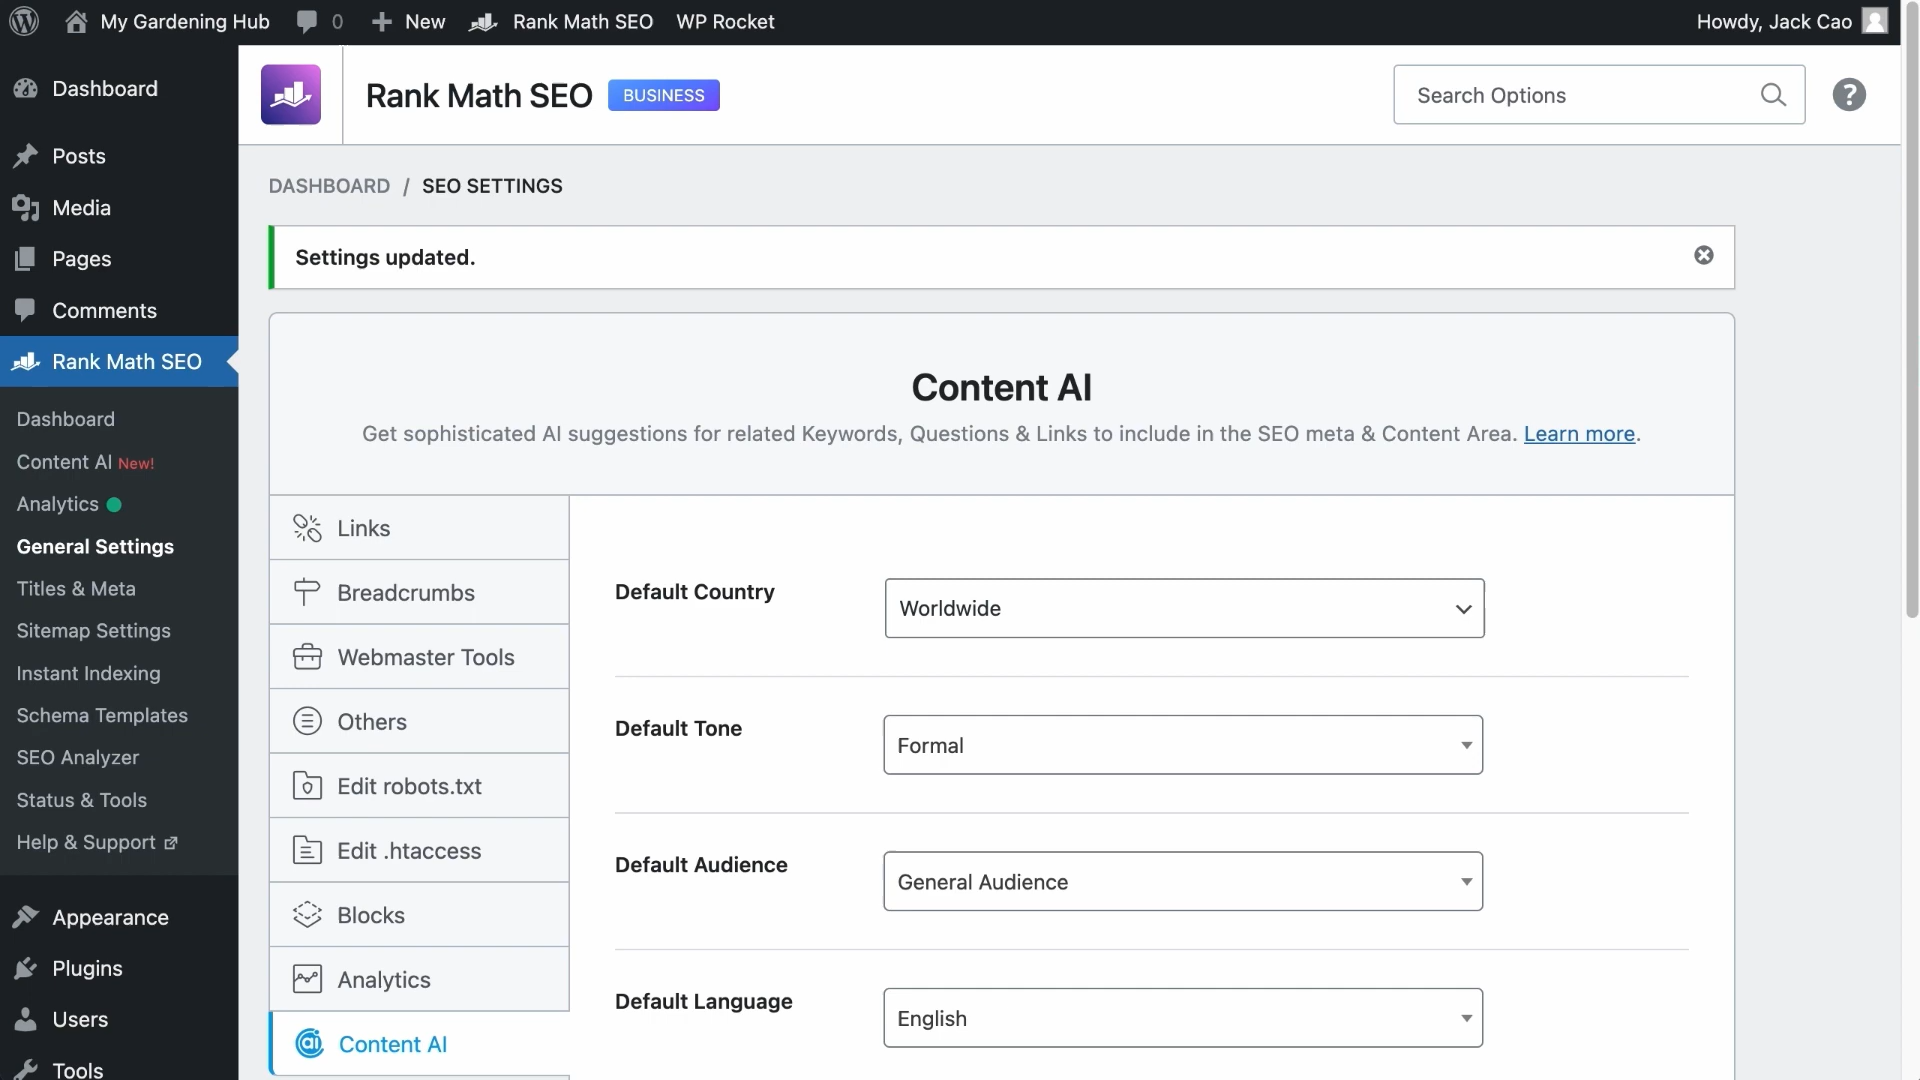 My Gardening Hub
0
New
Rank Math SEO
WP Rocket
Howdy, Jack Cao
Dashboard
Posts
Media
Pages
Comments
Rank Math SEO
Dashboard
Content AI New!
Analytics
General Settings
Titles & Meta
Sitemap Settings
Instant Indexing
Schema Templates
SEO Analyzer
Status & Tools
Help & Support
Appearance
Plugins
Users
Tools
Rank Math SEO
BUSINESS
Search Options
?
DASHBOARD / SEO SETTINGS
Settings updated.
Content AI
Get sophisticated AI suggestions for related Keywords, Questions & Links to include in the SEO meta & Content Area. Learn more.
Links
Breadcrumbs
Webmaster Tools
Others
Edit robots.txt
Edit .htaccess
Blocks
Analytics
Content AI
Default Country
Worldwide
Default Tone
Formal
Default Audience
General Audience
Default Language
English